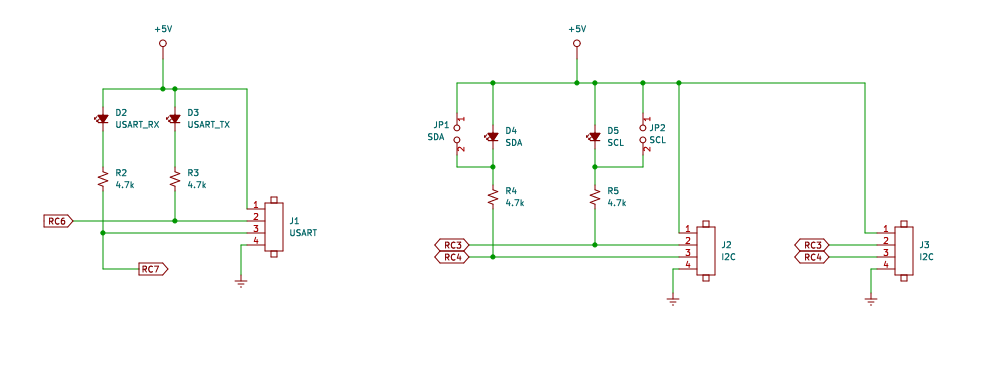 +5V
D2
USART_RX
D3
USART_TX
R2
4.7k
R3
4.7k
RC6
RC7
1
2
3
4
J1
USART
+5V
JP1
SDA
1
2
D4
SDA
D5
SCL
1
2
JP2
SCL
R4
4.7k
R5
4.7k
RC3
RC4
1
2
3
4
J2
I2C
RC3
RC4
1
2
3
4
J3
I2C